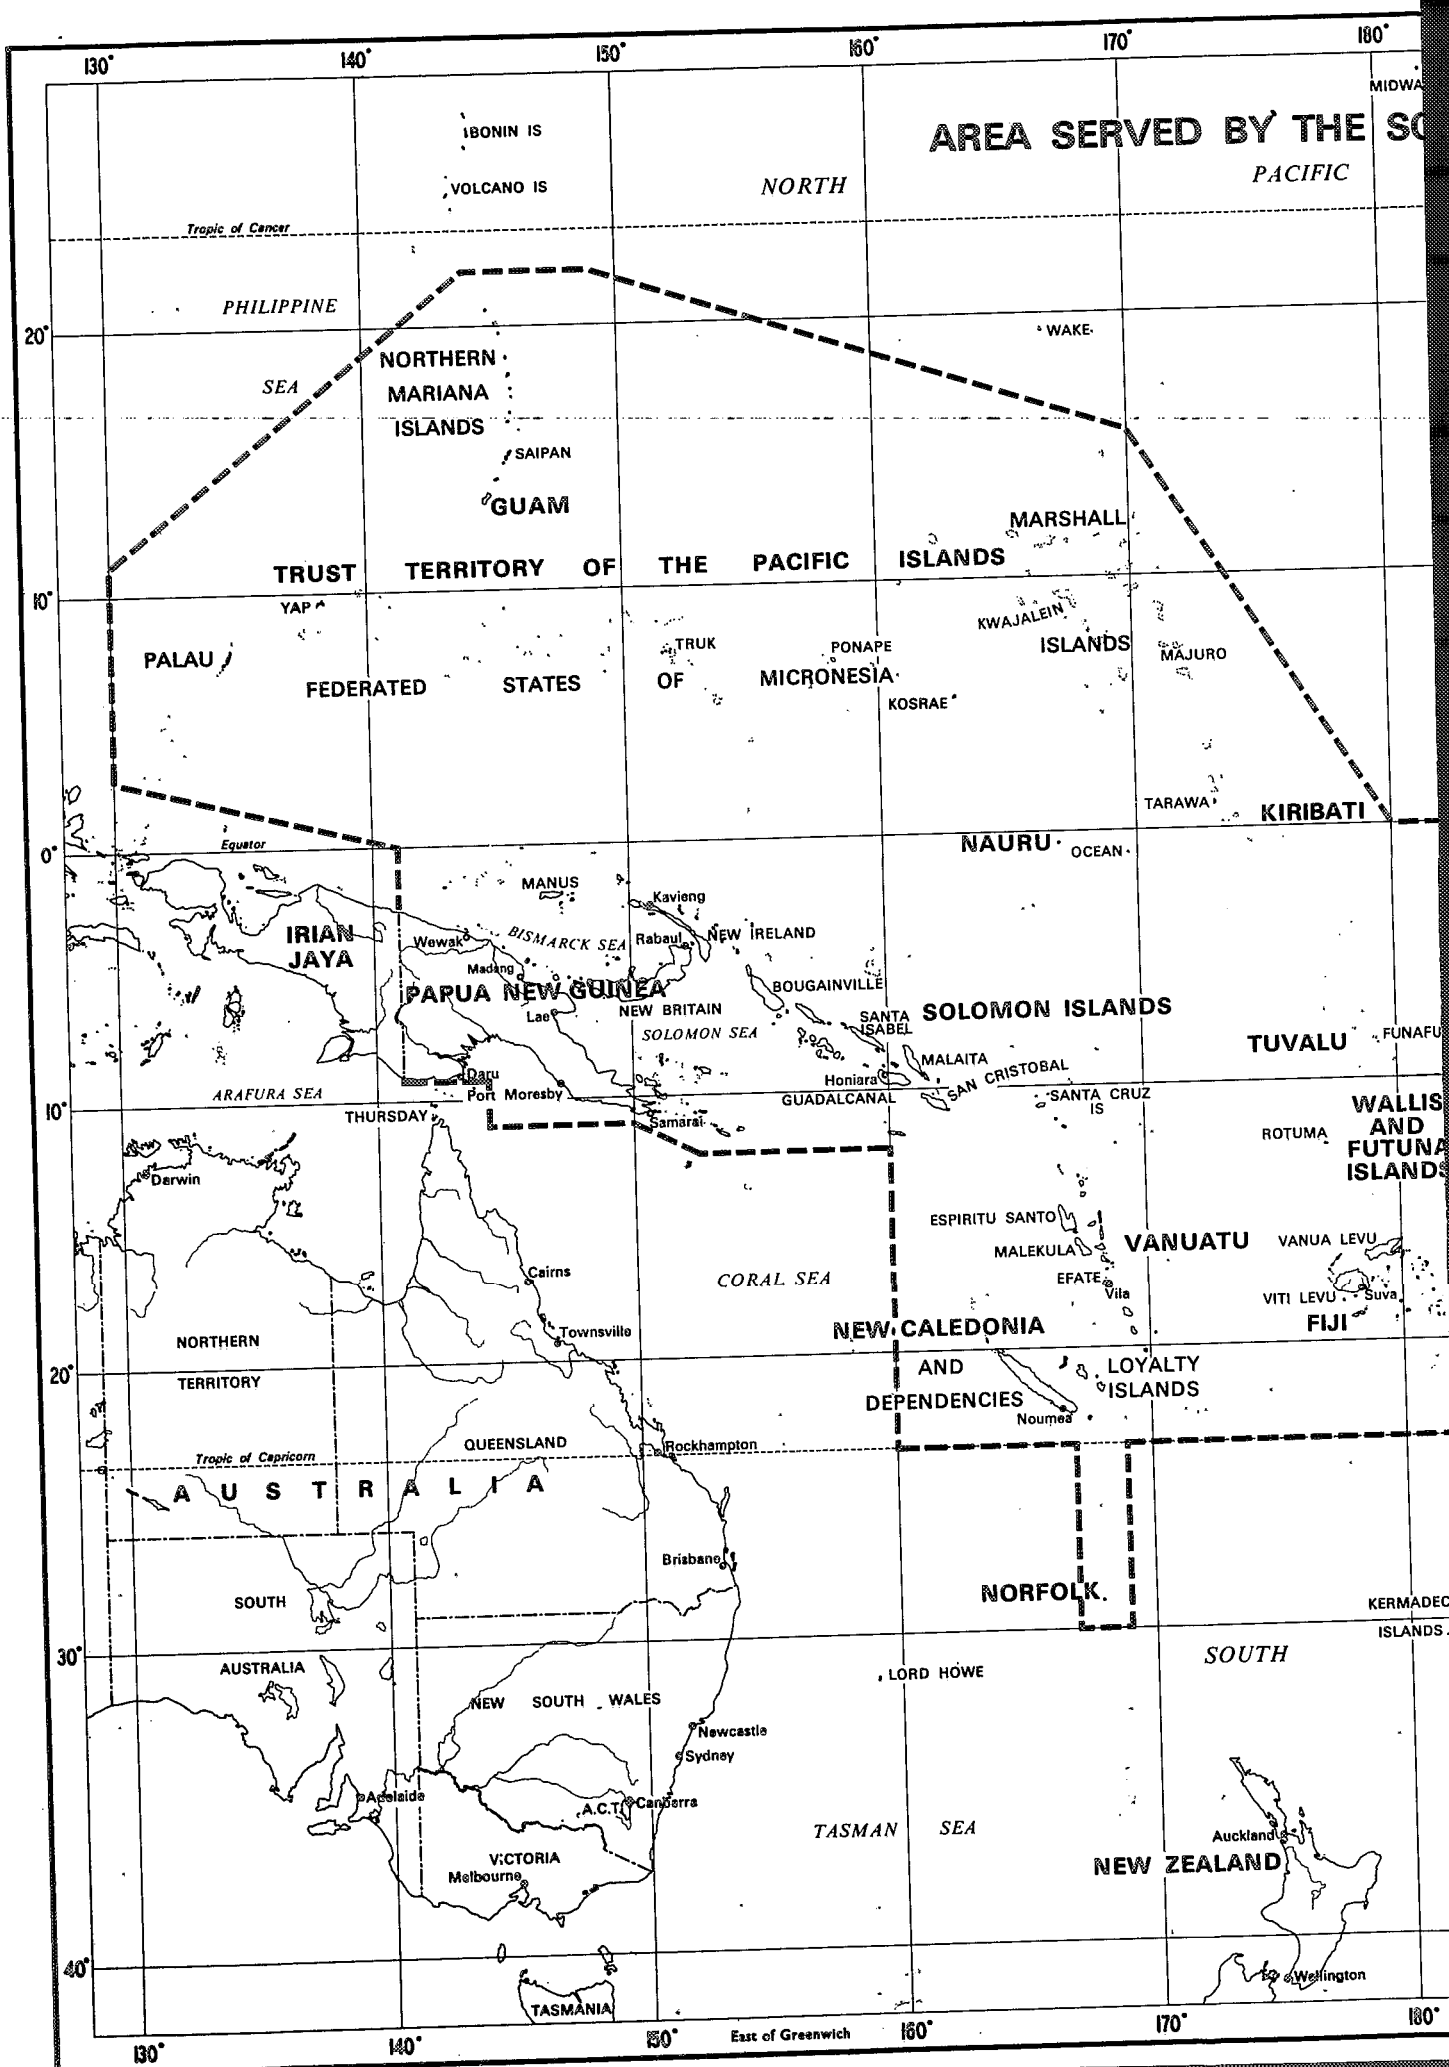 130° 140° 150° 160° 170° 180°
MIDWA
BONIN IS
AREA SERVED BY THE SO
VOLCANO IS
NORTH
PACIFIC
Tropic of Cancer
PHILIPPINE
20°
WAKE
NORTHERN
MARIANA
ISLANDS
SEA
SAIPAN
GUAM
MARSHALL
TRUST TERRITORY OF THE PACIFIC ISLANDS
10°
YAP
KWAJALEIN
ISLANDS
PALAU
TRUK
PONAPE
MAJURO
FEDERATED STATES OF MICRONESIA
KOSRAE
TARAWA
KIRIBATI
0°
Equator
NAURU
OCEAN
MANUS
Kavieng
IRIAN
JAYA
Wewak
BISMARCK SEA
Rabaul
NEW IRELAND
Madang
PAPUA NEW GUINEA
BOUGAINVILLE
Lae
NEW BRITAIN
SOLOMON SEA
SANTA
ISABEL
SOLOMON ISLANDS
TUVALU
FUNAFU
MALAITA
Daru
Honiara
SAN CRISTOBAL
ARAFURA SEA
Port Moresby
GUADALCANAL
SANTA CRUZ
IS
10°
THURSDAY
Samarai
WALLIS
AND
FUTUNA
ISLANDS
ROTUMA
Darwin
ESPIRITU SANTO
MALEKULA
VANUATU
VANUA LEVU
Cairns
CORAL SEA
EFATE
Vila
VITI LEVU
Suva
FIJI
NORTHERN
TERRITORY
Townsville
NEW CALEDONIA
AND
DEPENDENCIES
LOYALTY
ISLANDS
20°
Noumea
QUEENSLAND
Rockhampton
Tropic of Capricorn
AUSTRALIA
Brisbane
SOUTH
AUSTRALIA
NORFOLK
KERMADEC
ISLANDS
30°
SOUTH
LORD HOWE
NEW SOUTH WALES
Newcastle
Sydney
Adelaide
A.C.T.
Canberra
TASMAN SEA
Auckland
NEW ZEALAND
VICTORIA
Melbourne
40°
Wellington
TASMANIA
130° 140° 150° East of Greenwich 160° 170° 180°